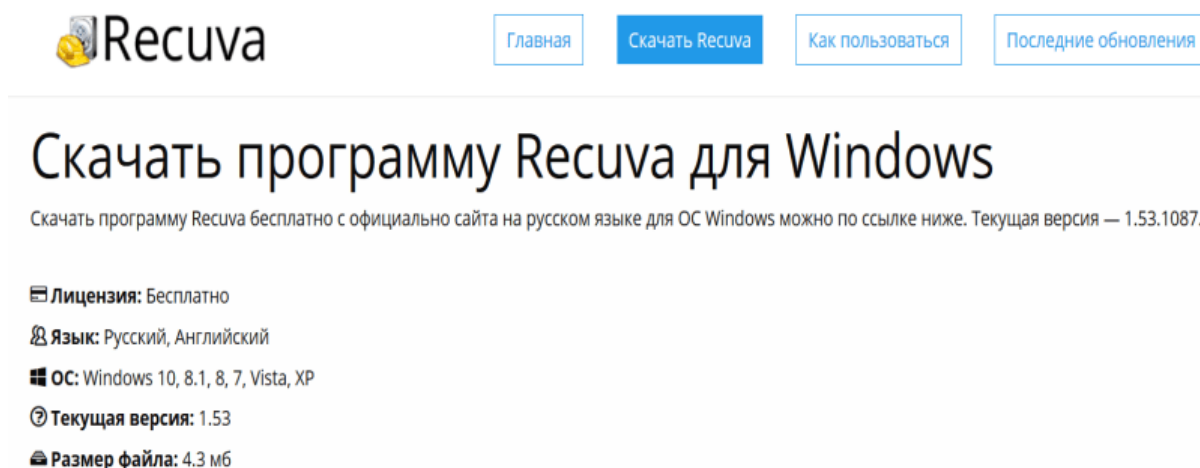 Recuva
Главная
Скачать Recuva
Как пользоваться
Последние обновления
Скачать программу Recuva для Windows
Скачать программу Recuva бесплатно с официально сайта на русском языке для ОС Windows можно по ссылке ниже. Текущая версия — 1.53.1087.
Лицензия: Бесплатно
Язык: Русский, Английский
ОС: Windows 10, 8.1, 8, 7, Vista, XP
Текущая версия: 1.53
Размер файла: 4.3 мб